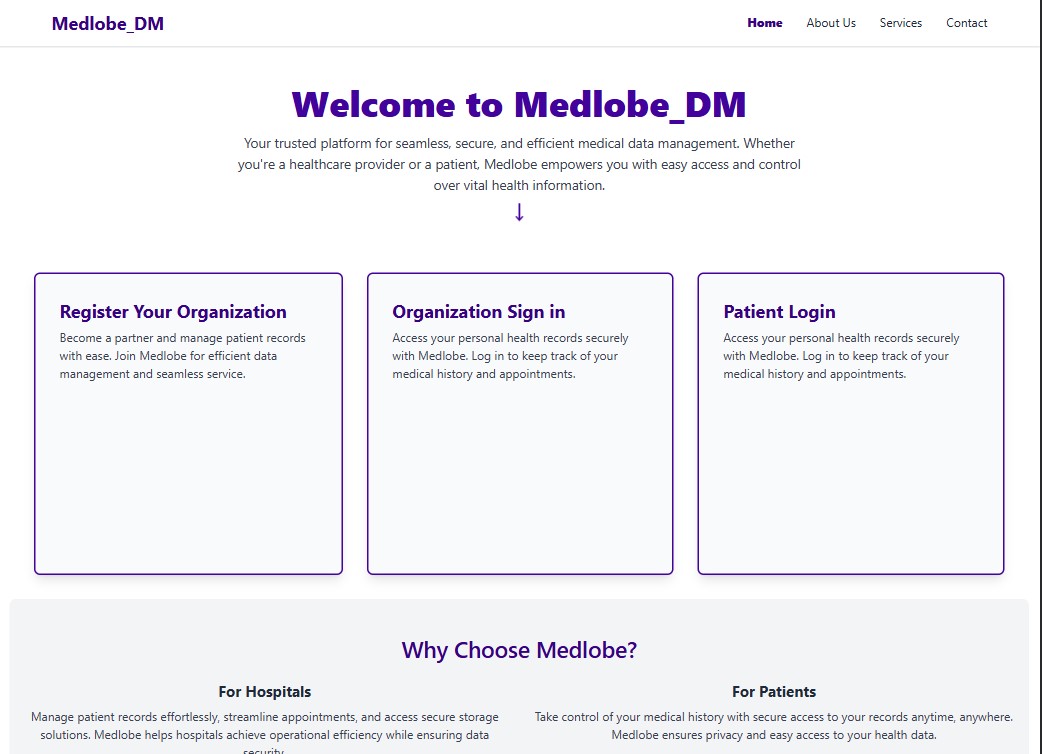 Medlobe_DM
Home About Us Services Contact
Welcome to Medlobe_DM
Your trusted platform for seamless, secure, and efficient medical data management. Whether
you're a healthcare provider or a patient, Medlobe empowers you with easy access and control
over vital health information.
↓
Register Your Organization
Become a partner and manage patient records
with ease. Join Medlobe for efficient data
management and seamless service.
Organization Sign in
Access your personal health records securely
with Medlobe. Log in to keep track of your
medical history and appointments.
Patient Login
Access your personal health records securely
with Medlobe. Log in to keep track of your
medical history and appointments.
Why Choose Medlobe?
For Hospitals
Manage patient records effortlessly, streamline appointments, and access secure storage
solutions. Medlobe helps hospitals achieve operational efficiency while ensuring data
security.
For Patients
Take control of your medical history with secure access to your records anytime, anywhere.
Medlobe ensures privacy and easy access to your health data.